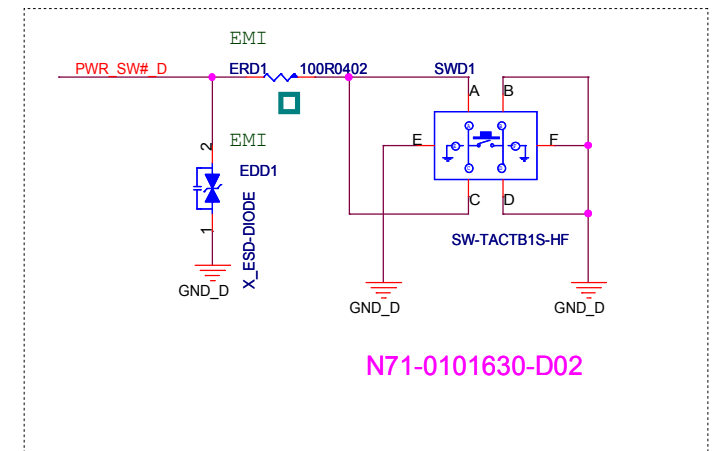 EMI
PWR_SW#_D
ERD1
100R0402
SWD1
A
B
EMI
2
E
F
EDD1
1
X_ESD-DIODE
C
D
SW-TACTB1S-HF
GND_D
GND_D
GND_D
N71-0101630-D02